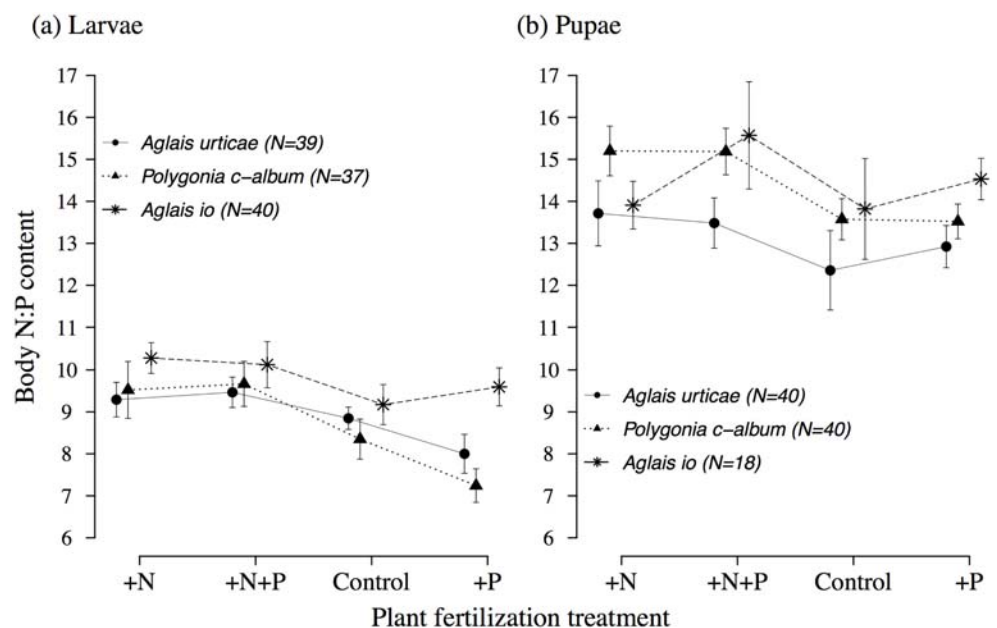 (a) Larvae
(b) Pupae
Body N:P content
17
16
15
14
13
12
11
10
9
8
7
6
Aglais urticae (N=39)
Polygonia c−album (N=37)
Aglais io (N=40)
+N
+N+P
Control
+P
17
16
15
14
13
12
11
10
9
8
7
6
Aglais urticae (N=40)
Polygonia c−album (N=40)
Aglais io (N=18)
+N
+N+P
Control
+P
Plant fertilization treatment